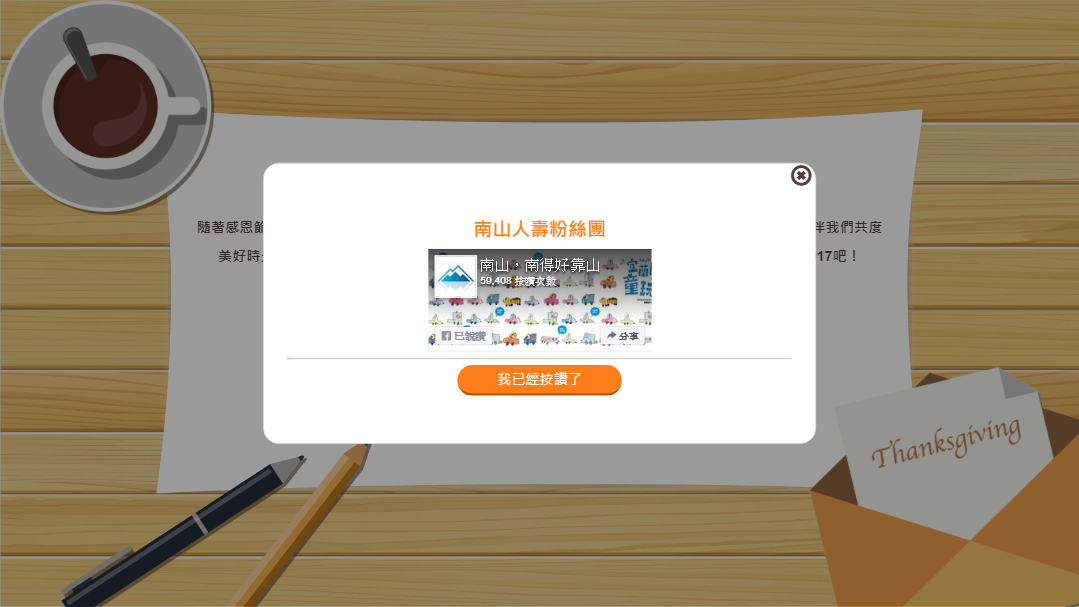 隨著感恩節
伴我們共度
美好時
17吧！
南山人壽粉絲團
南山，南得好靠山
59,408 按讚次數
已說讚
分享
我已經按讚了
Thanksgiving